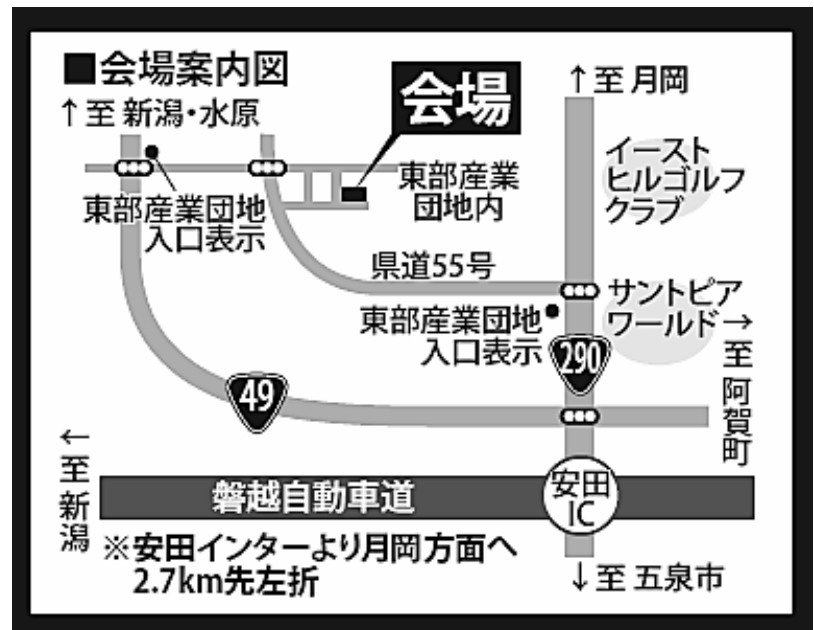 ■会場案内図
↑至 新潟・水原
会場
↑至 月岡
イースト
ヒルゴルフ
クラブ
東部産業団地
入口表示
東部産業
団地内
県道55号
サントピア
ワールド
東部産業団地
入口表示
290
→至 阿賀町
49
←至 新潟
磐越自動車道
安田
IC
※安田インターより月岡方面へ
2.7km先左折
↓至 五泉市